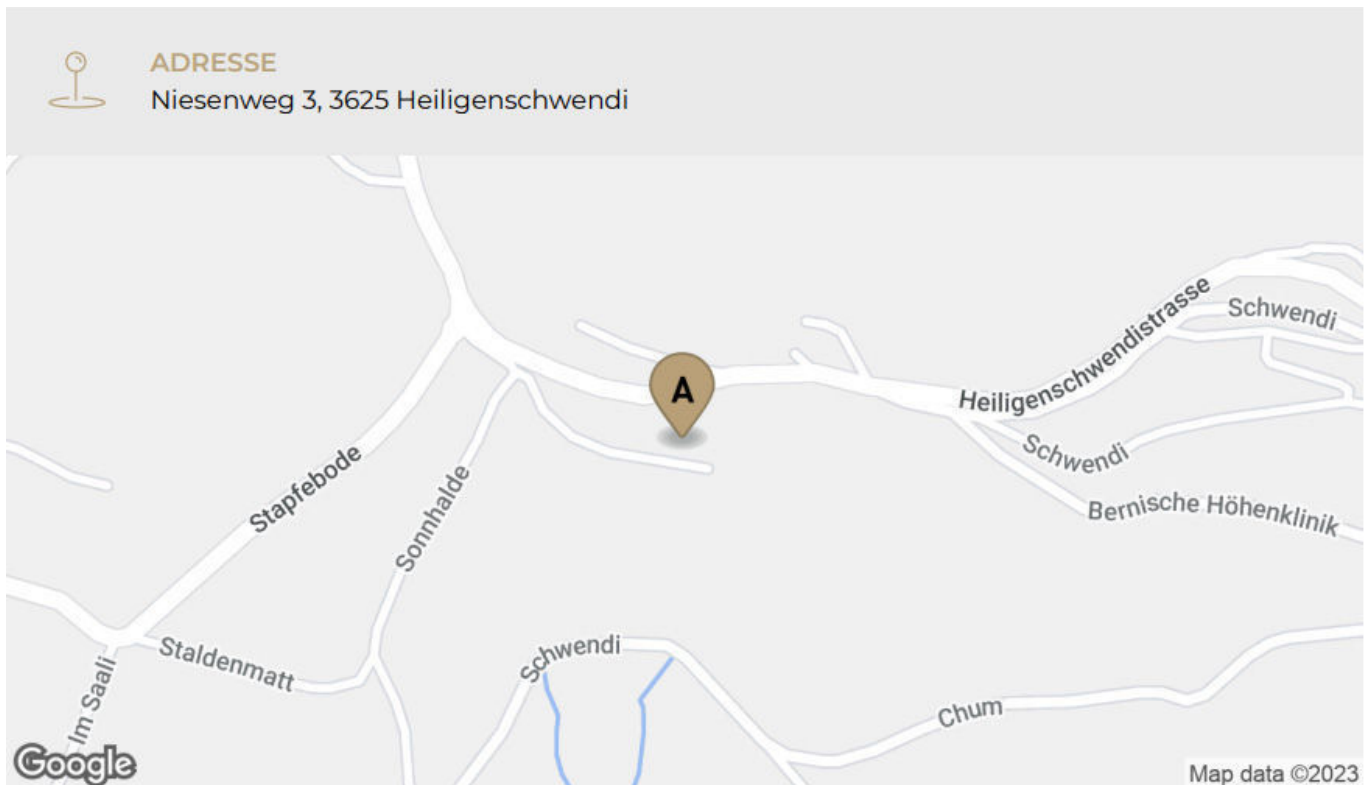 ADRESSE
Niesenweg 3, 3625 Heiligenschwendi
A
Heiligenschwendistrasse
Schwendi
Schwendi
Bernische Höhenklinik
Stapfebode
Sonnhalde
Staldenmatt
Im Saali
Schwendi
Chum
Google
Map data ©2023